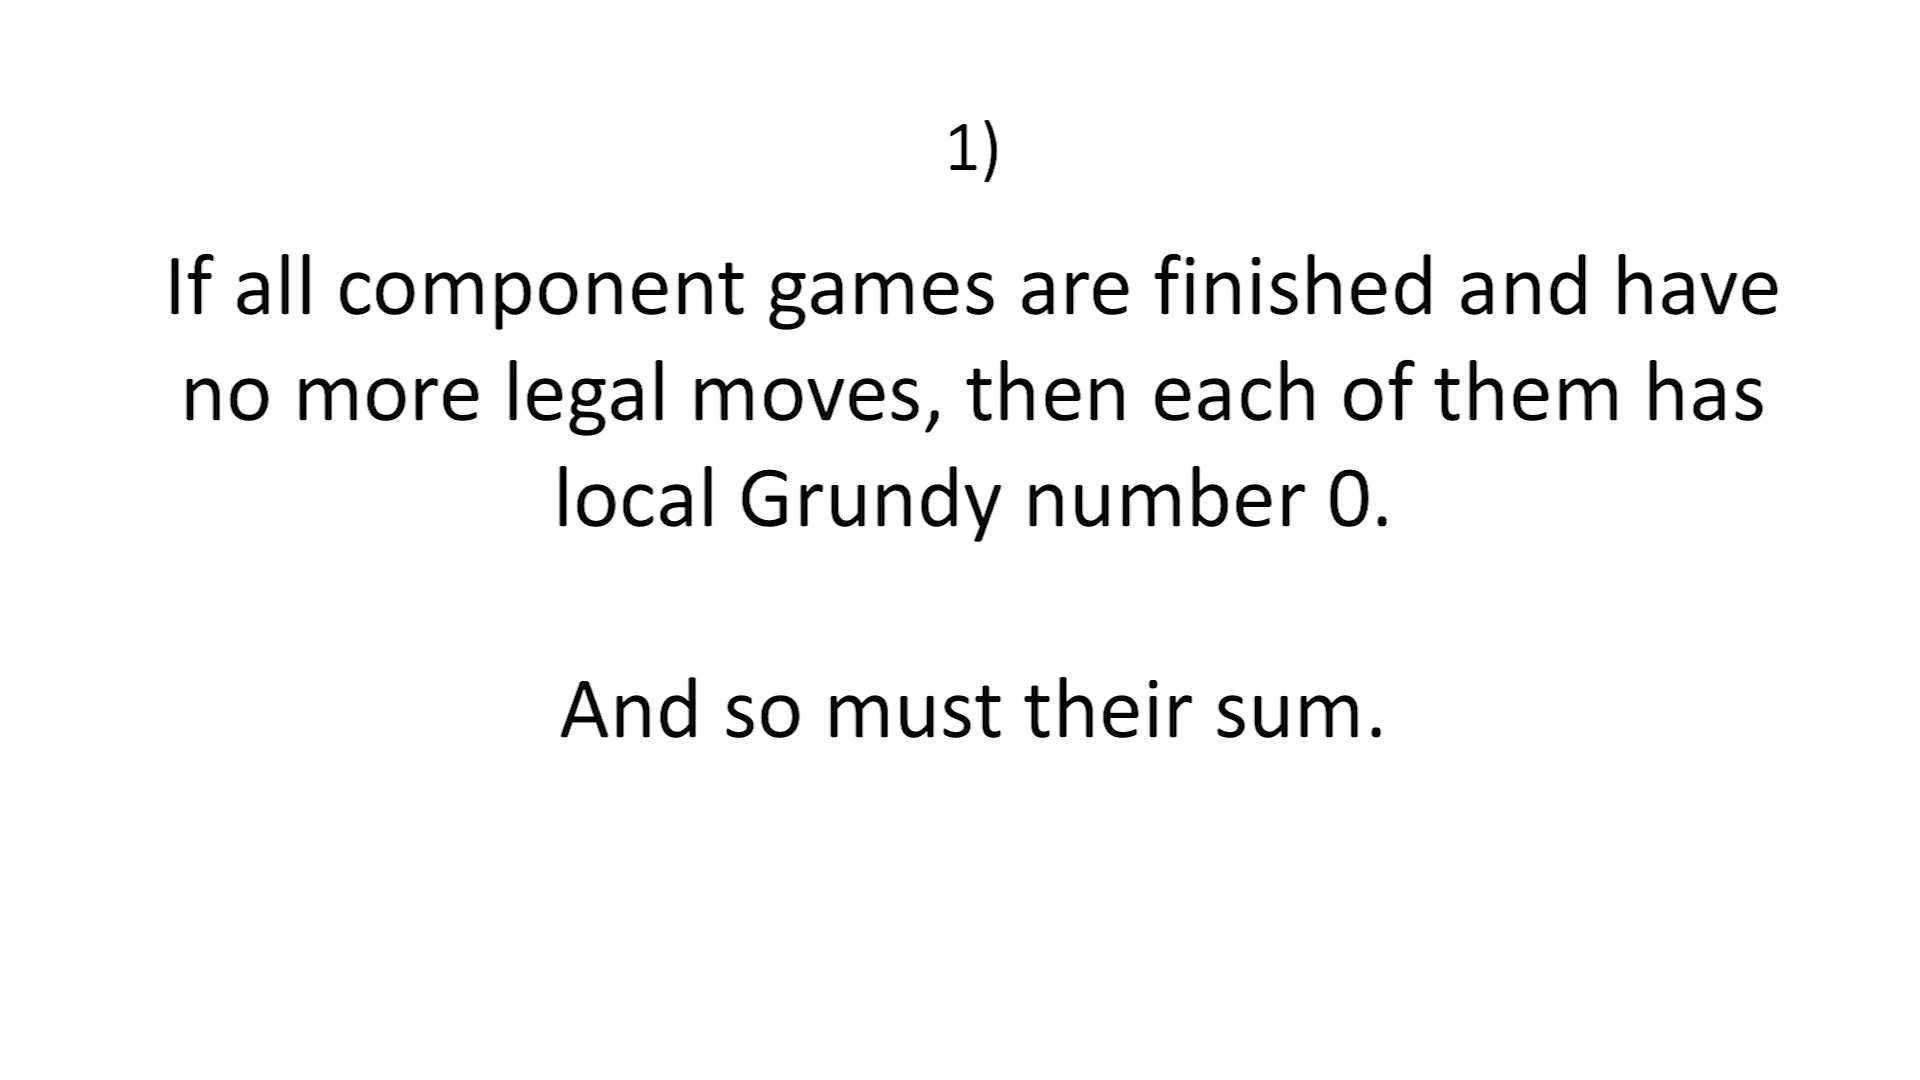 1)
If all component games are finished and have
no more legal moves, then each of them has
local Grundy number 0.
And so must their sum.